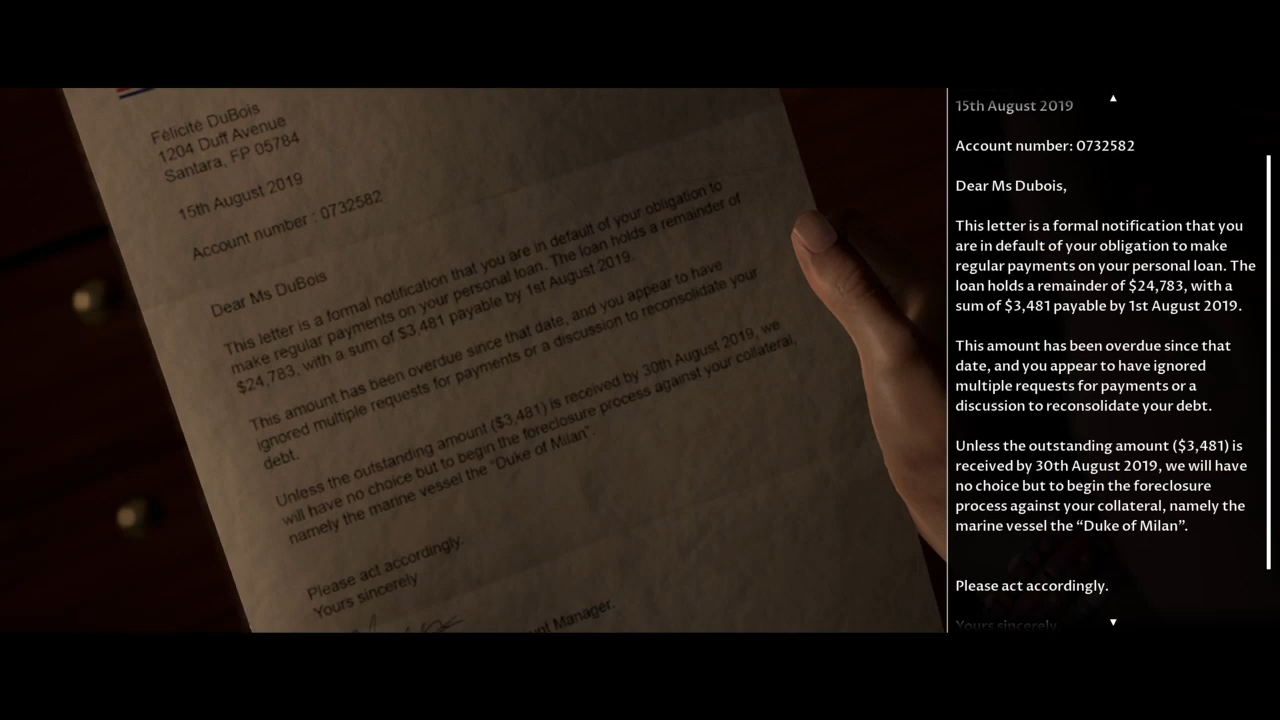 Félicité DuBois
1204 Duff Avenue
Santara, FP 05784
15th August 2019
Account number : 0732582
Dear Ms DuBois
This letter is a formal notification that you are in default of your obligation to
make regular payments on your personal loan. The loan holds a remainder of
$24,783, with a sum of $3,481 payable by 1st August 2019.
This amount has been overdue since that date, and you appear to have
ignored multiple requests for payments or a discussion to reconsolidate your
debt.
Unless the outstanding amount ($3,481) is received by 30th August 2019, we
will have no choice but to begin the foreclosure process against your collateral,
namely the marine vessel the "Duke of Milan".
Please act accordingly.
Yours sincerely
Manager.
15th August 2019
Account number: 0732582
Dear Ms Dubois,
This letter is a formal notification that you
are in default of your obligation to make
regular payments on your personal loan. The
loan holds a remainder of $24,783, with a
sum of $3,481 payable by 1st August 2019.
This amount has been overdue since that
date, and you appear to have ignored
multiple requests for payments or a
discussion to reconsolidate your debt.
Unless the outstanding amount ($3,481) is
received by 30th August 2019, we will have
no choice but to begin the foreclosure
process against your collateral, namely the
marine vessel the “Duke of Milan”.
Please act accordingly.
Yours sincerely